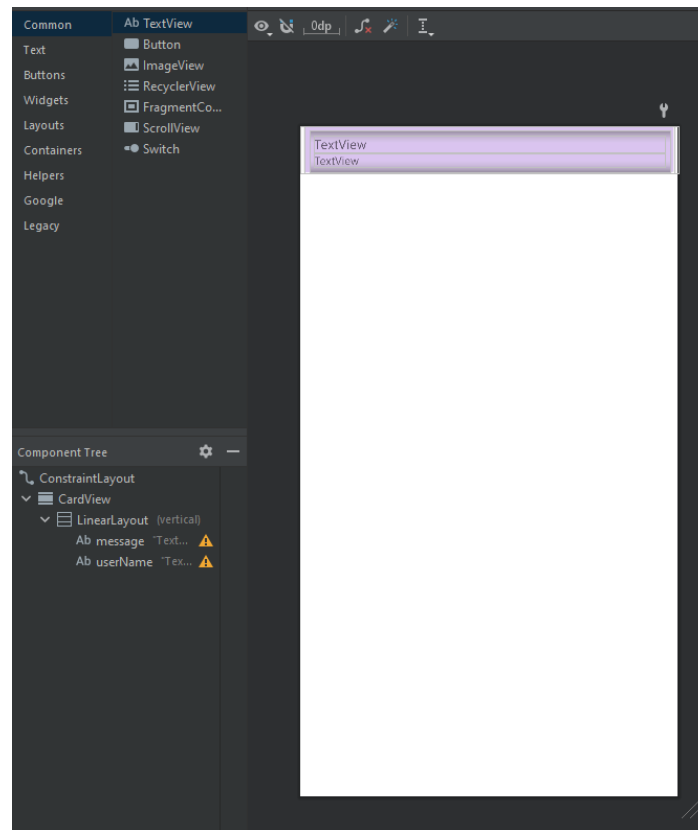 Common
Text
Buttons
Widgets
Layouts
Containers
Helpers
Google
Legacy
Ab TextView
Button
ImageView
RecyclerView
FragmentCo...
ScrollView
Switch
0dp
TextView
TextView
Component Tree
ConstraintLayout
CardView
LinearLayout (vertical)
Ab message "Text...
Ab userName "Tex...